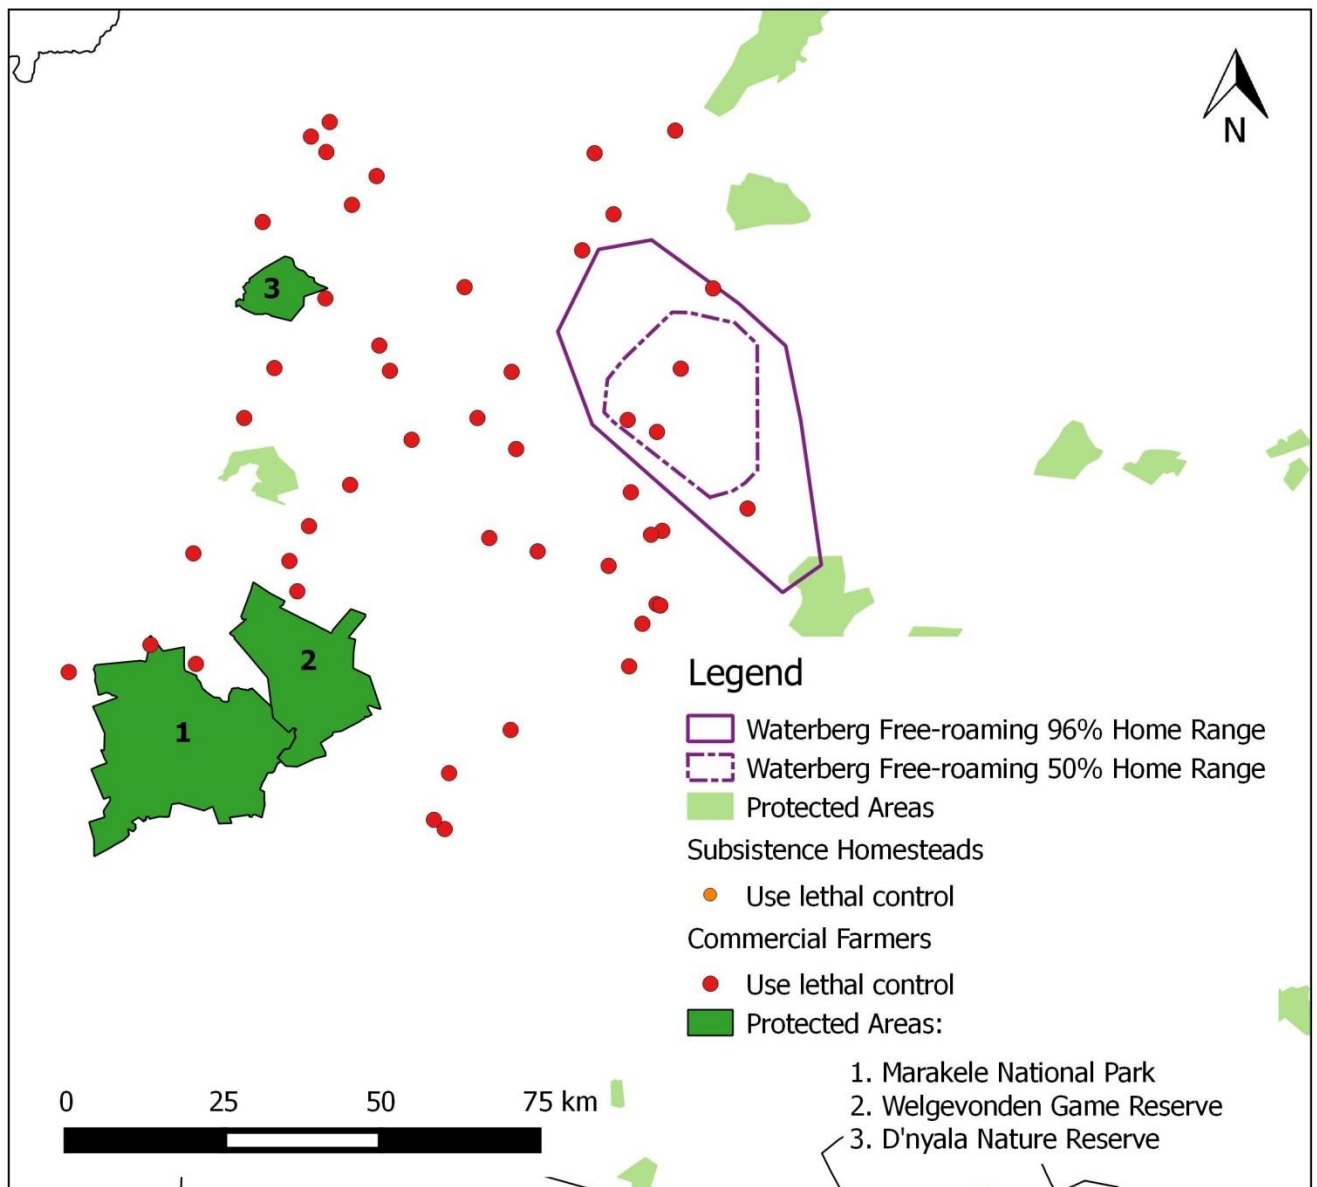 N
3
2
1
Legend
Waterberg Free-roaming 96% Home Range
Waterberg Free-roaming 50% Home Range
Protected Areas
Subsistence Homesteads
Use lethal control
Commercial Farmers
Use lethal control
Protected Areas:
1. Marakele National Park
2. Welgevonden Game Reserve
3. D'nyala Nature Reserve
0 25 50 75 km